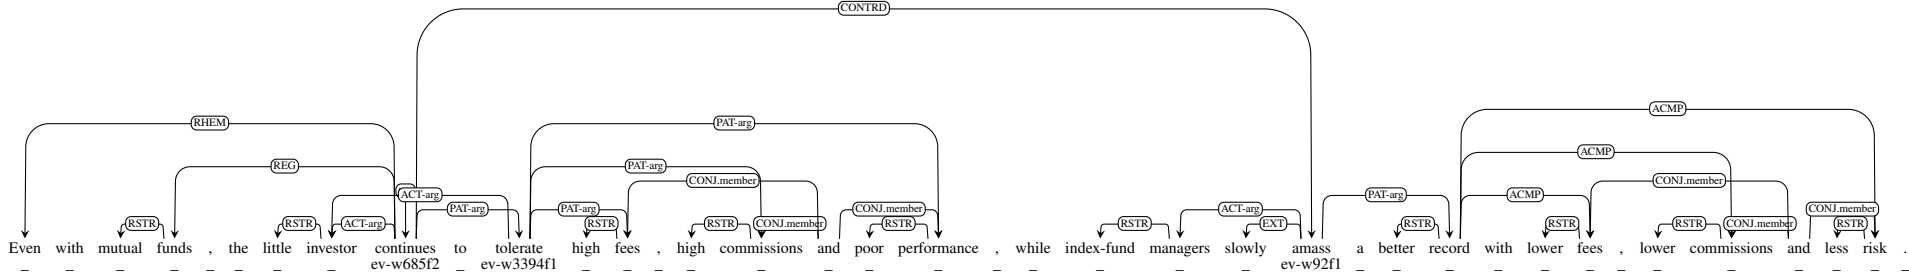 CONTRD
ACMP
RHEM PAT-arg
ACMP
REG PAT-arg
CONJ.member CONJ.member
ACT-arg PAT-arg ACMP
PAT-arg PAT-arg CONJ.member ACT-arg CONJ.member
RSTR RSTR ACT-arg RSTR RSTR CONJ.member RSTR RSTR EXT RSTR RSTR RSTR CONJ.member RSTR
Even with mutual funds , the little investor continues to tolerate high fees , high commissions and poor performance , while index-fund managers slowly amass a better record with lower fees , lower commissions and less risk .
_ _ _ _ _ _ _ _ ev-w685f2 _ ev-w3394f1 _ _ _ _ _ _ _ _ _ _ _ _ _ ev-w92f1 _ _ _ _ _ _ _ _ _ _ _ _ _